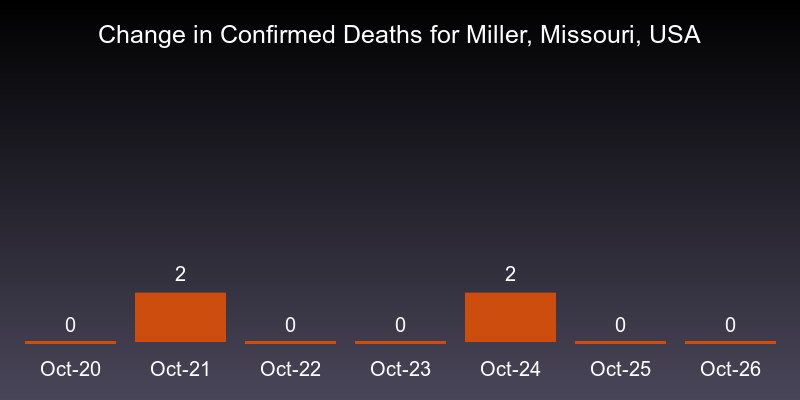 Change in Confirmed Deaths for Miller, Missouri, USA
0 2 0 0 2 0 0
Oct-20 Oct-21 Oct-22 Oct-23 Oct-24 Oct-25 Oct-26